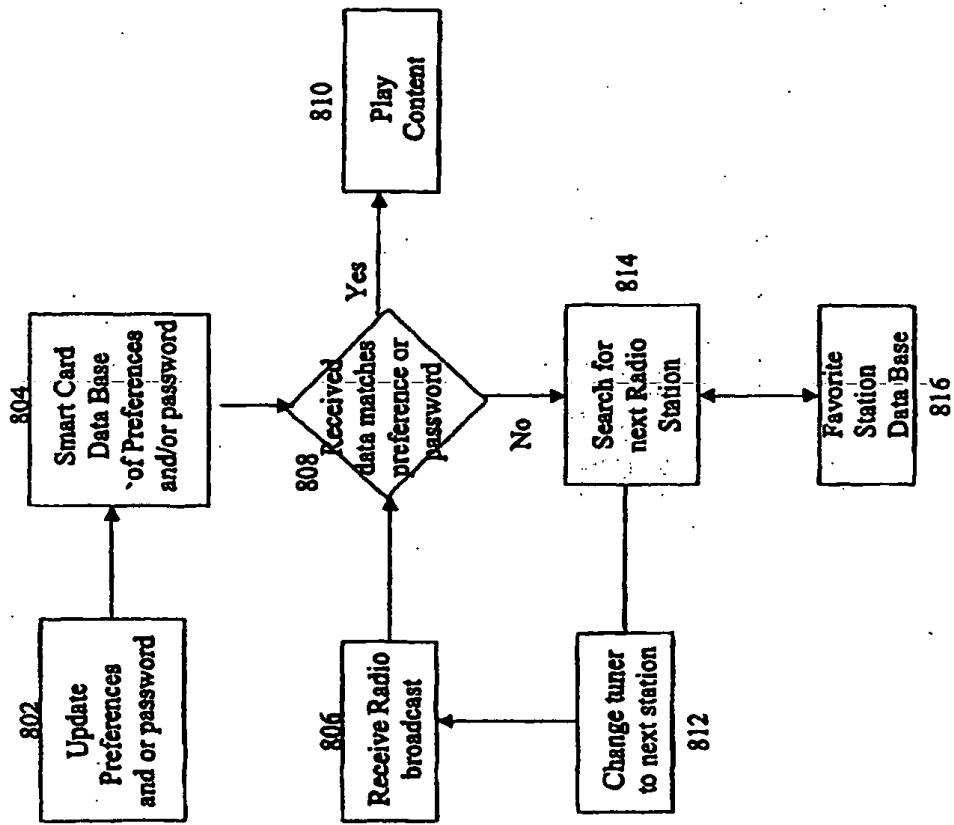 802
Update
Preferences
and or password
804
Smart Card
Data Base
of Preferences
and/or password
806
Receive Radio
broadcast
808
Received
data matches
preference or
password
Yes
810
Play
Content
No
812
Change tuner
to next station
Search for
next Radio
Station
814
Favorite
Station
Data Base
816